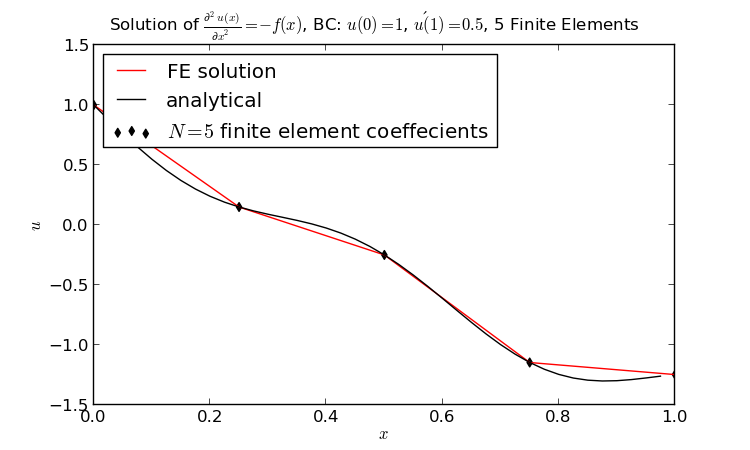 Solution of ∂² u(x)/∂x² = −f(x), BC: u(0) = 1, u′(1) = 0.5, 5 Finite Elements
1.5
FE solution
analytical
N = 5 finite element coeffecients
1.0
0.5
0.0
−0.5
−1.0
−1.5
u
0.0 0.2 0.4 0.6 0.8 1.0
x